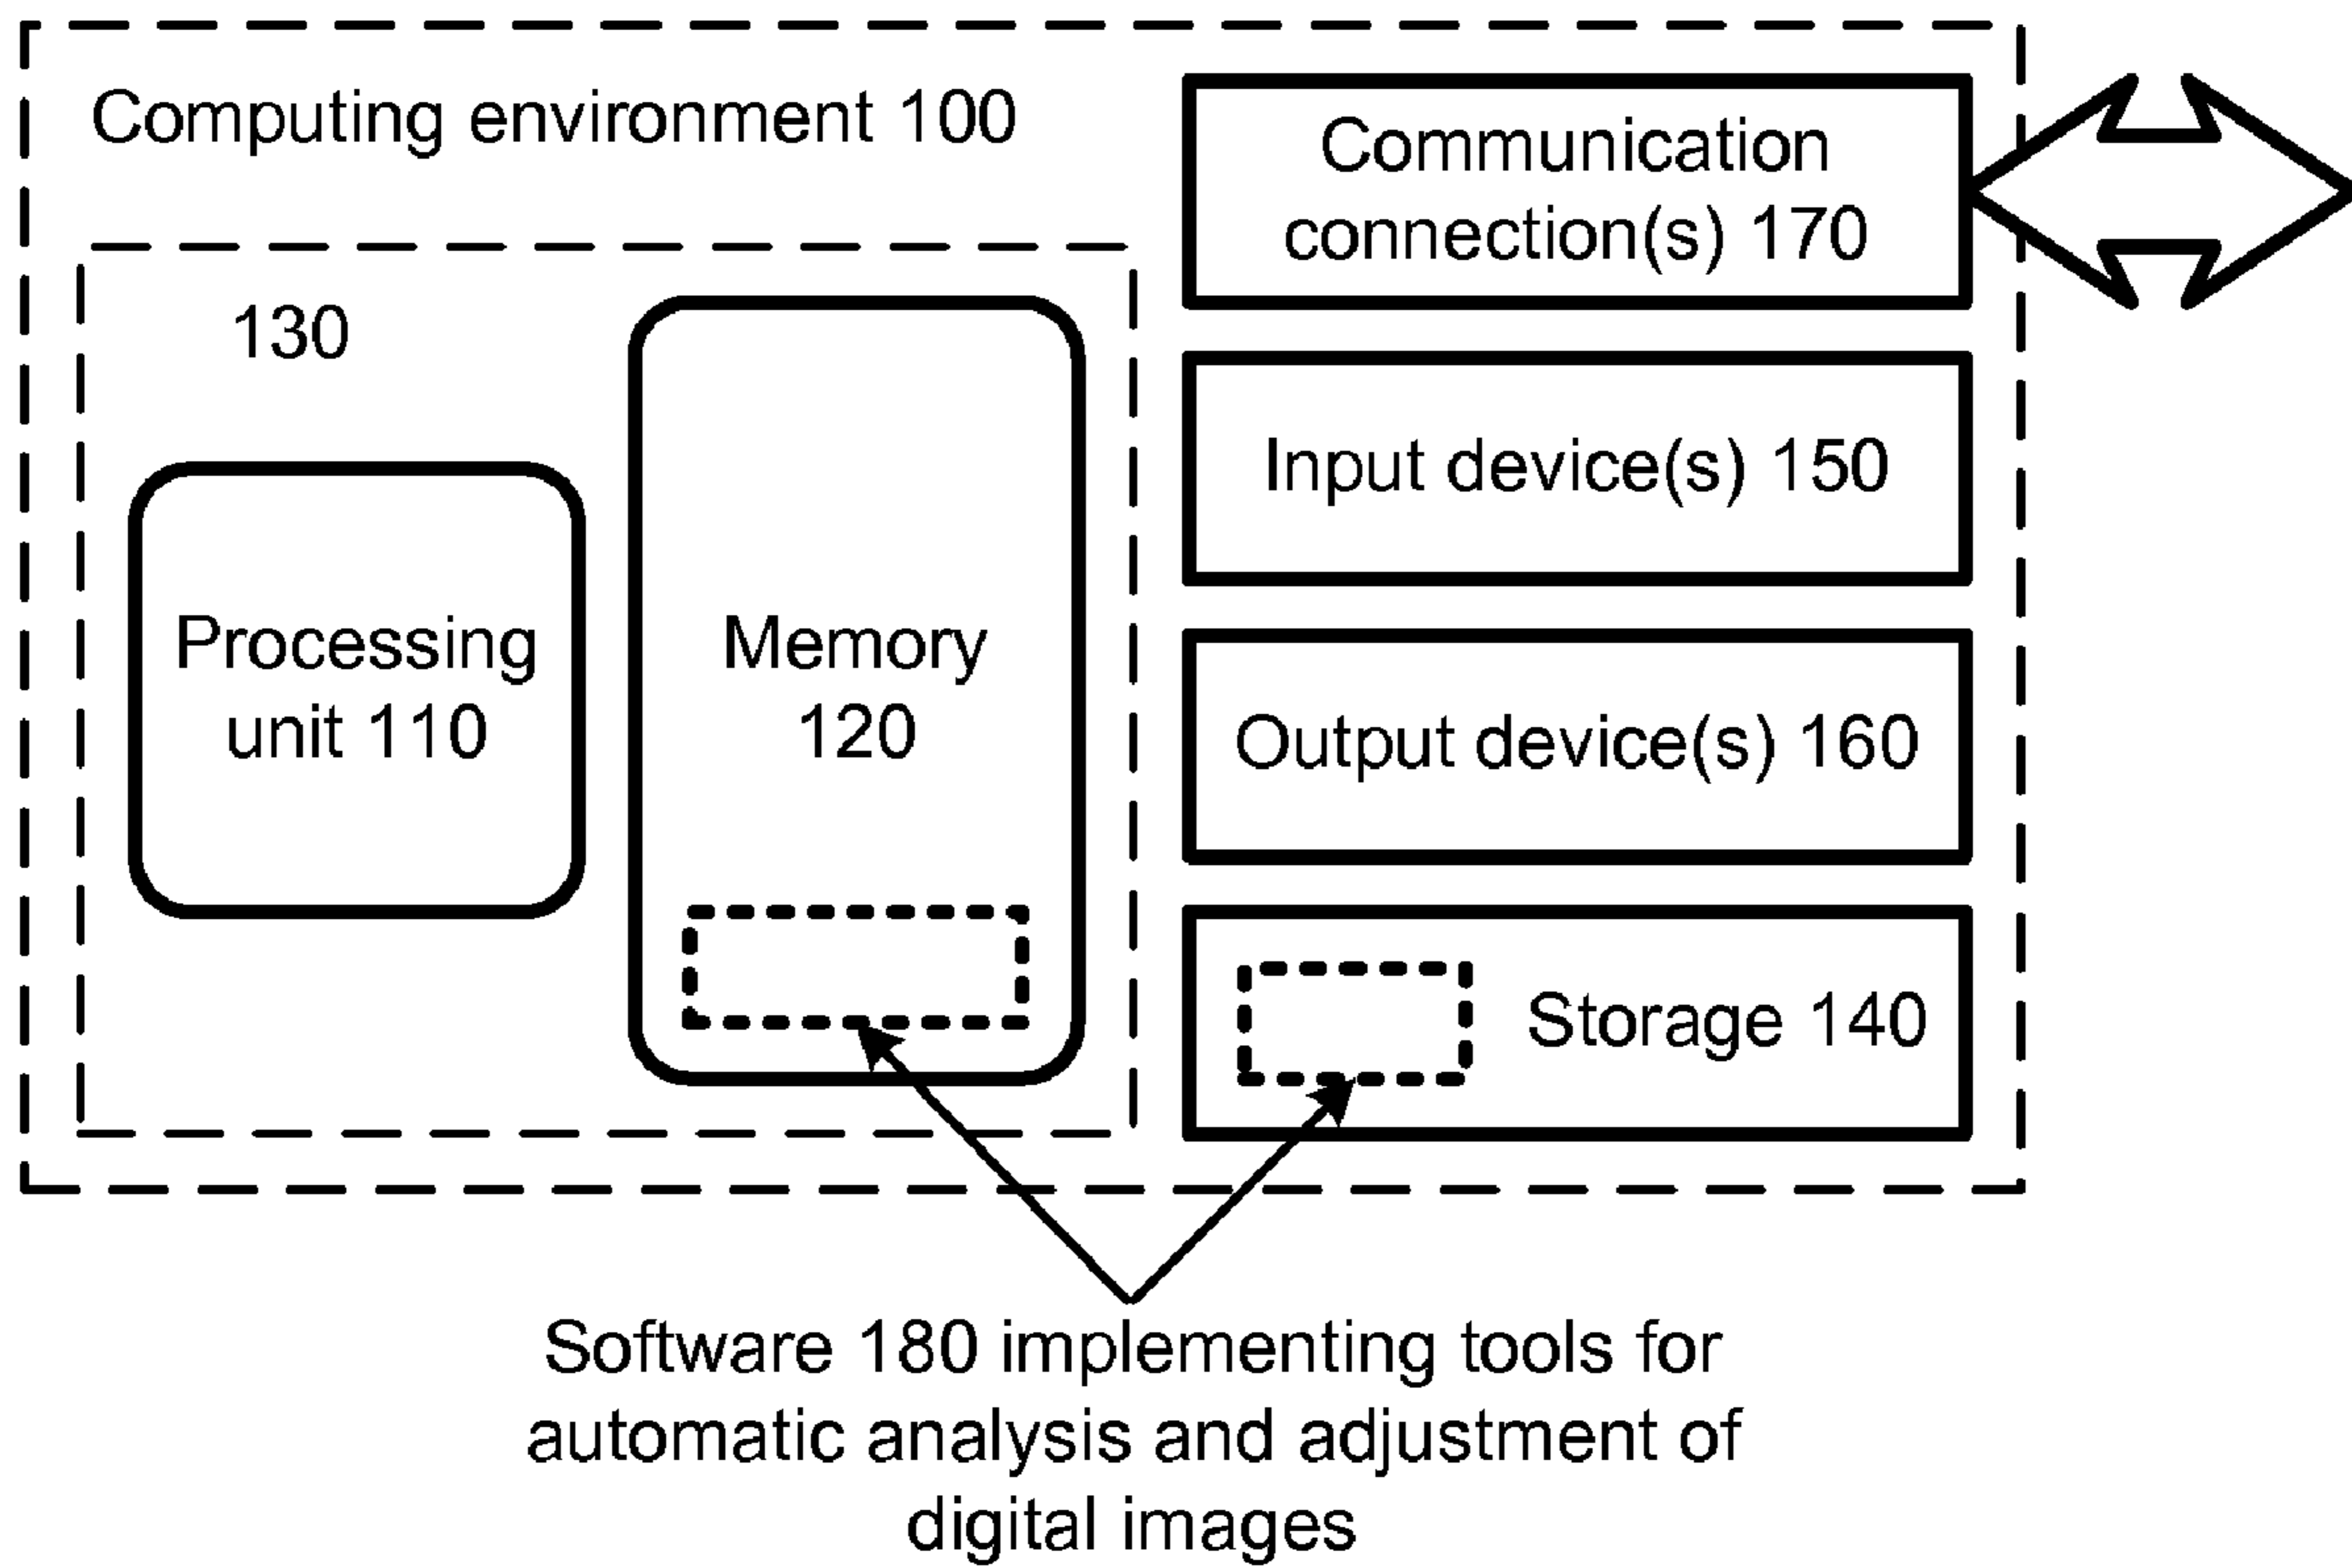 Computing environment 100
Communication
connection(s) 170
130
Input device(s) 150
Processing
unit 110
Memory
120
Output device(s) 160
Storage 140
Software 180 implementing tools for
automatic analysis and adjustment of
digital images